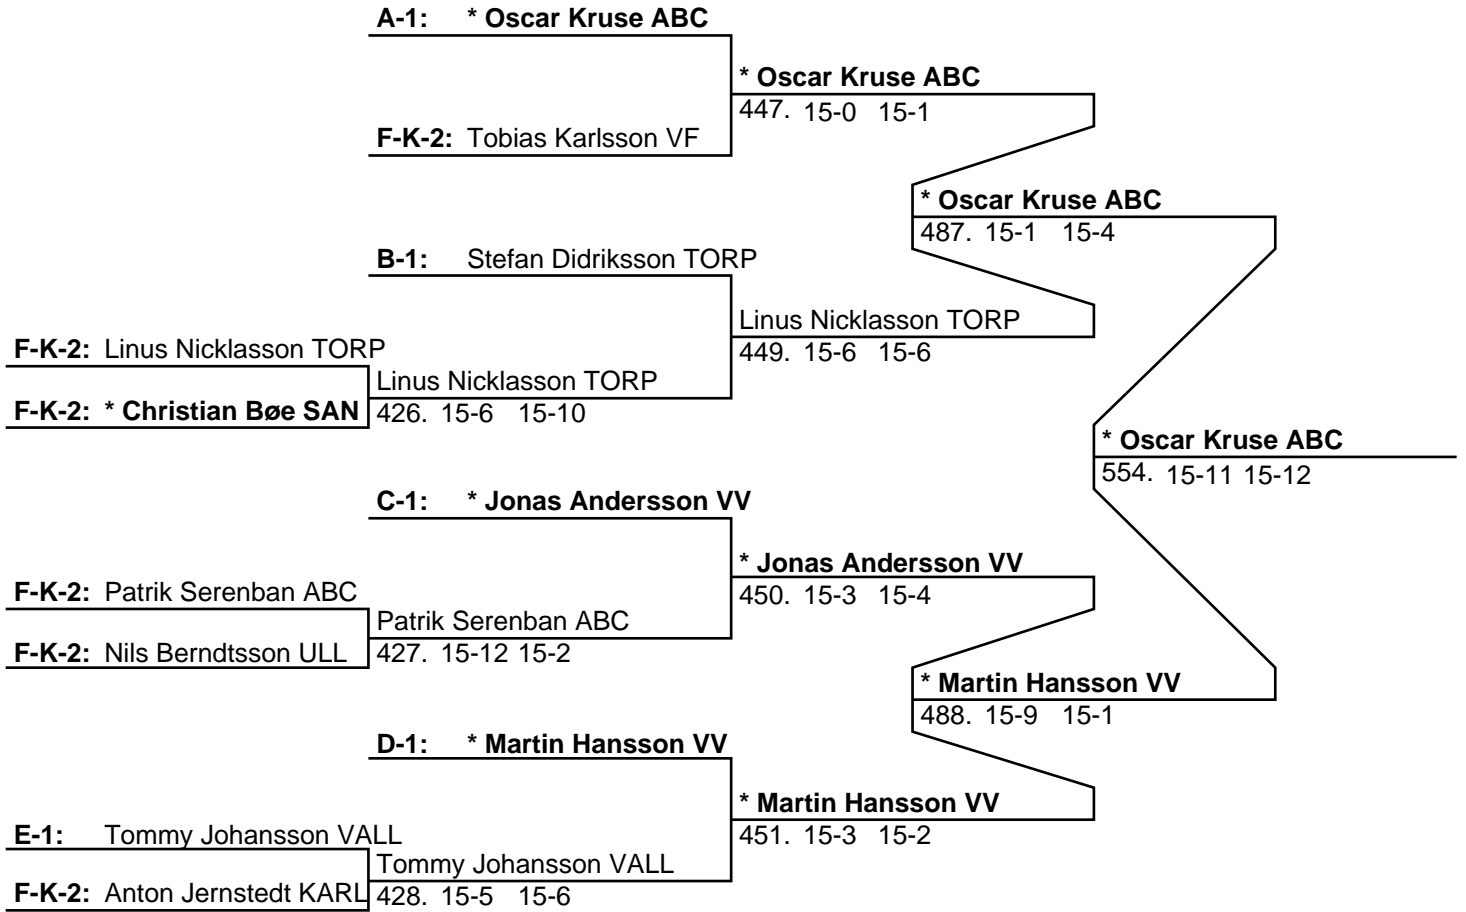 A-1: * Oscar Kruse ABC
* Oscar Kruse ABC
447. 15-0 15-1
F-K-2: Tobias Karlsson VF
* Oscar Kruse ABC
487. 15-1 15-4
B-1: Stefan Didriksson TORP
Linus Nicklasson TORP
449. 15-6 15-6
F-K-2: Linus Nicklasson TORP
Linus Nicklasson TORP
F-K-2: * Christian Bøe SAN
426. 15-6 15-10
* Oscar Kruse ABC
554. 15-11 15-12
C-1: * Jonas Andersson VV
* Jonas Andersson VV
450. 15-3 15-4
F-K-2: Patrik Serenban ABC
Patrik Serenban ABC
F-K-2: Nils Berndtsson ULL
427. 15-12 15-2
* Martin Hansson VV
488. 15-9 15-1
D-1: * Martin Hansson VV
* Martin Hansson VV
451. 15-3 15-2
E-1: Tommy Johansson VALL
Tommy Johansson VALL
F-K-2: Anton Jernstedt KARL
428. 15-5 15-6